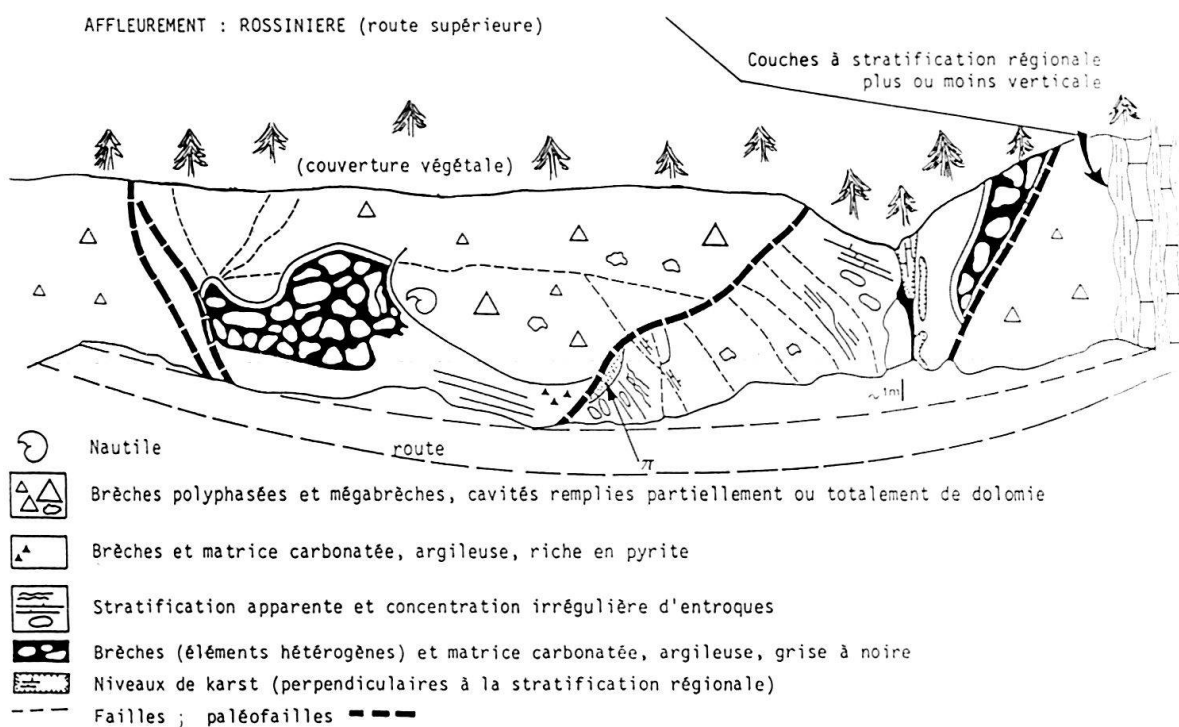 AFFLEUREMENT : ROSSINIERE (route supérieure)
Couches à stratification régionale
plus ou moins verticale
(couverture végétale)
~1m
route
π
Nautile
Brèches polyphasées et mégabrèches, cavités remplies partiellement ou totalement de dolomie
Brèches et matrice carbonatée, argileuse, riche en pyrite
Stratification apparente et concentration irrégulière d'entroques
Brèches (éléments hétérogènes) et matrice carbonatée, argileuse, grise à noire
Niveaux de karst (perpendiculaires à la stratification régionale)
Failles ; paléofailles